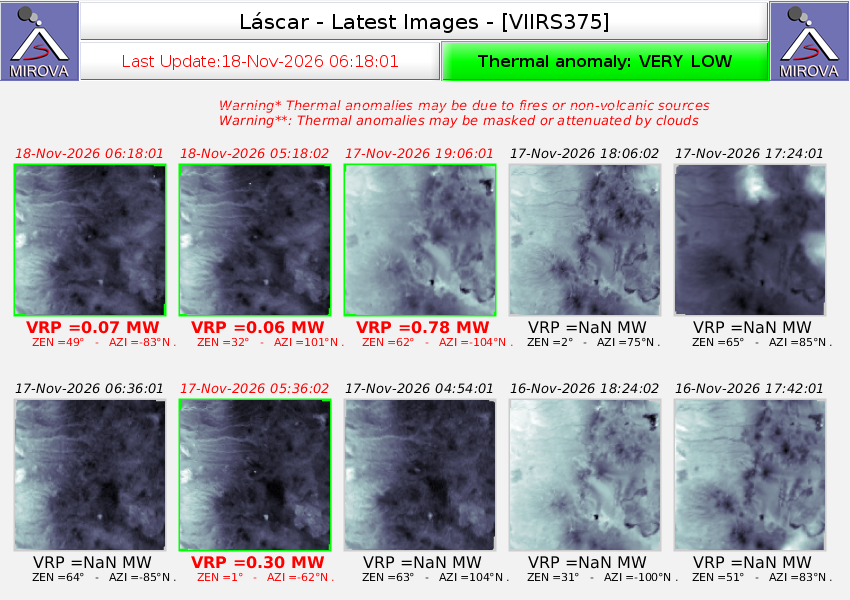 Láscar - Latest Images - [VIIRS375]
MIROVA
Last Update:18-Nov-2026 06:18:01
Thermal anomaly: VERY LOW
MIROVA
Warning* Thermal anomalies may be due to fires or non-volcanic sources
Warning**: Thermal anomalies may be masked or attenuated by clouds
18-Nov-2026 06:18:01
18-Nov-2026 05:18:02
17-Nov-2026 19:06:01
17-Nov-2026 18:06:02
17-Nov-2026 17:24:01
VRP =0.07 MW
VRP =0.06 MW
VRP =0.78 MW
VRP =NaN MW
VRP =NaN MW
ZEN =49° - AZI =-83°N .
ZEN =32° - AZI =101°N .
ZEN =62° - AZI =-104°N .
ZEN =2° - AZI =75°N .
ZEN =65° - AZI =85°N .
17-Nov-2026 06:36:01
17-Nov-2026 05:36:02
17-Nov-2026 04:54:01
16-Nov-2026 18:24:02
16-Nov-2026 17:42:01
VRP =NaN MW
VRP =0.30 MW
VRP =NaN MW
VRP =NaN MW
VRP =NaN MW
ZEN =64° - AZI =-85°N .
ZEN =1° - AZI =-62°N .
ZEN =63° - AZI =104°N .
ZEN =31° - AZI =-100°N .
ZEN =51° - AZI =83°N .